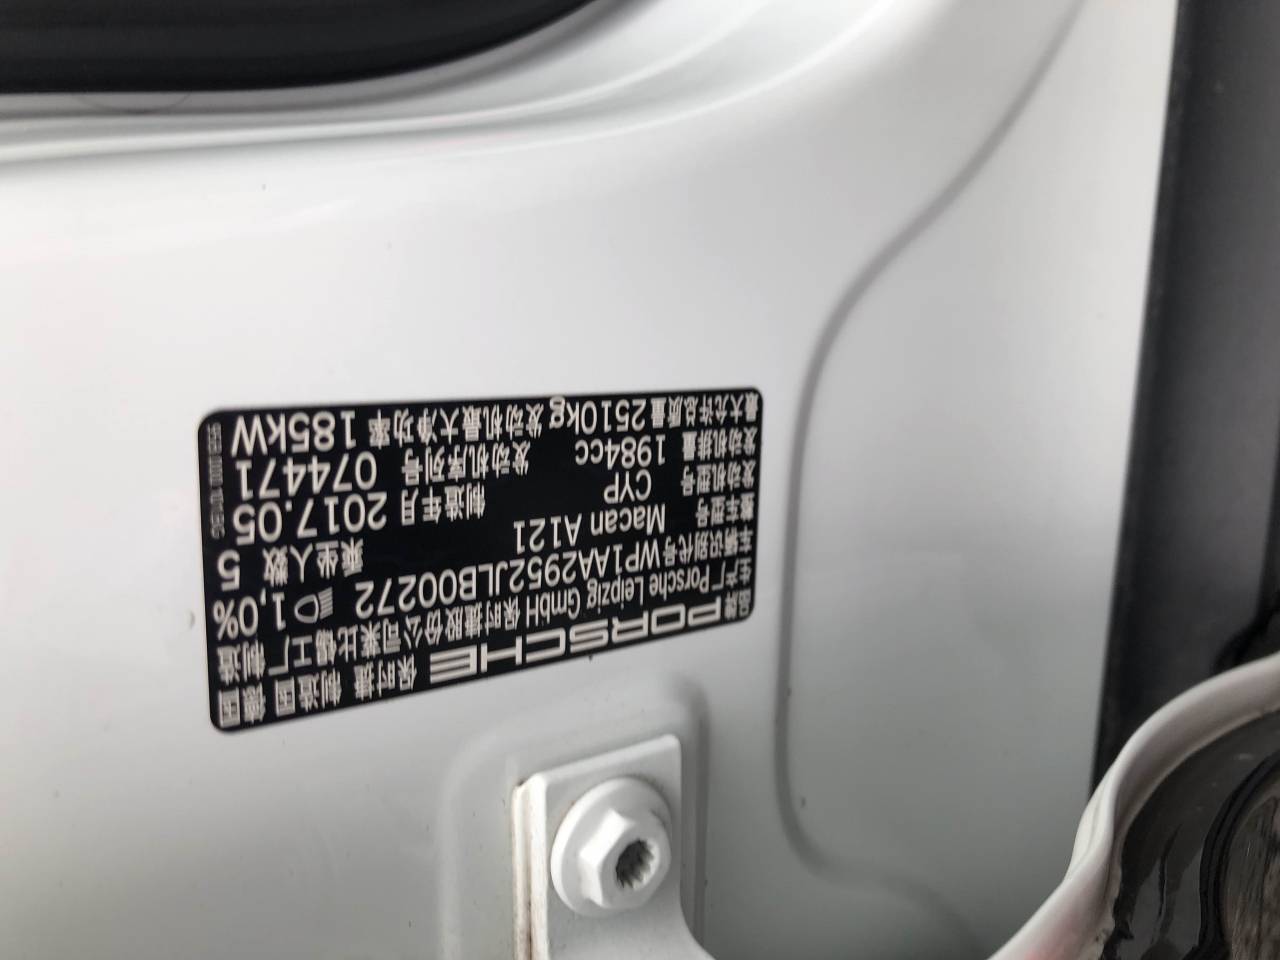 品牌 PORSCHE 保时捷 制造国 德国
生产厂 Porsche Leipzig GmbH 保时捷股份公司莱比锡工厂制造
车辆识别代号 WP1AA2952JLB00272 1,0%
整车型号 Macan A121 乘坐人数 5
发动机型号 CYP 制造年月 2017.05
发动机排量 1984cc 发动机序列号 074471
最大允许总质量 2510kg 发动机最大净功率 185kW